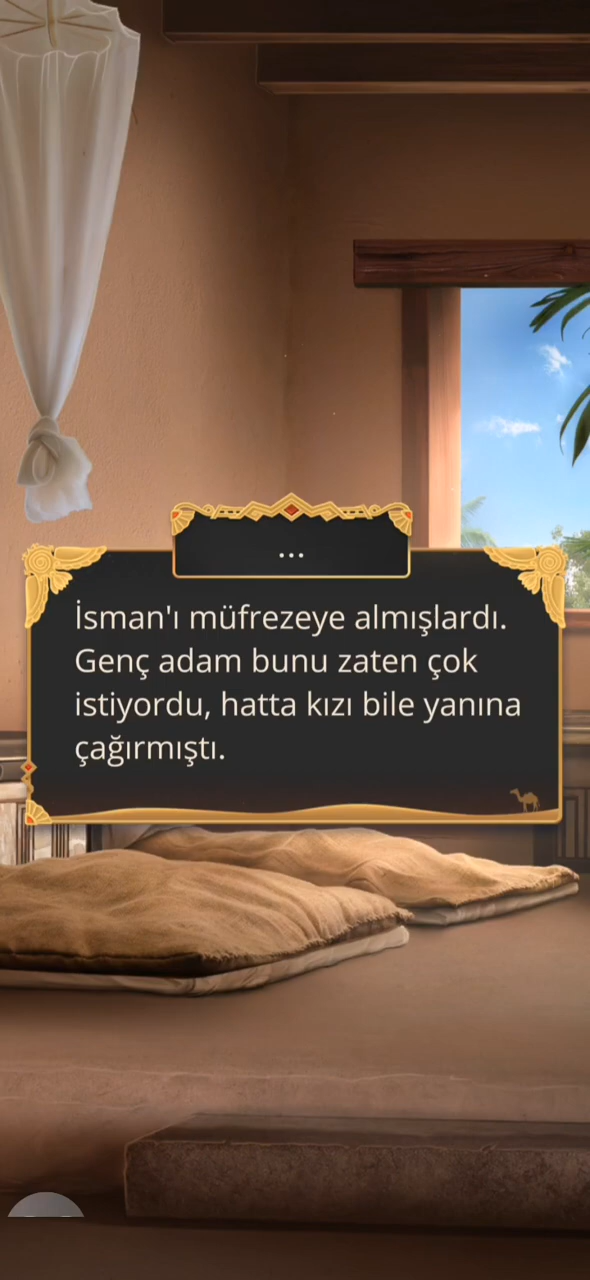 ...
İsman'ı müfrezeye almışlardı.
Genç adam bunu zaten çok
istiyordu, hatta kızı bile yanına
çağırmıştı.